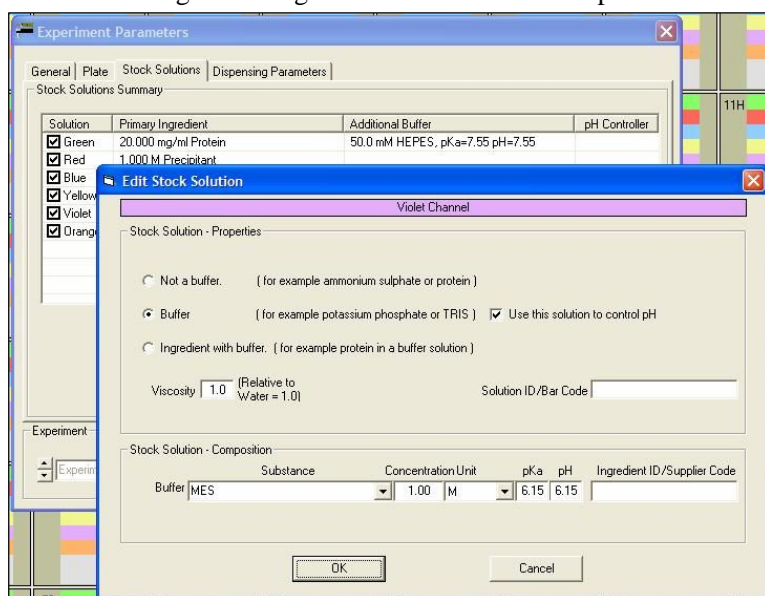 Experiment Parameters
General Plate Stock Solutions Dispensing Parameters
Stock Solutions Summary
Solution Primary Ingredient Additional Buffer pH Controller
Green 20.000 mg/ml Protein 50.0 mM HEPES, pKa=7.55 pH=7.55
Red 1.000 M Precipitant
Blue
Yellow
Violet
Orang
11H
Edit Stock Solution
Violet Channel
Stock Solution - Properties
Not a buffer. ( for example ammonium sulphate or protein )
Buffer ( for example potassium phosphate or TRIS ) Use this solution to control pH
Ingredient with buffer. ( for example protein in a buffer solution )
Viscosity 1.0 (Relative to Water = 1.0) Solution ID/Bar Code
Experiment
Experim
Stock Solution - Composition
Substance Concentration Unit pKa pH Ingredient ID/Supplier Code
Buffer MES 1.00 M 6.15 6.15
OK Cancel